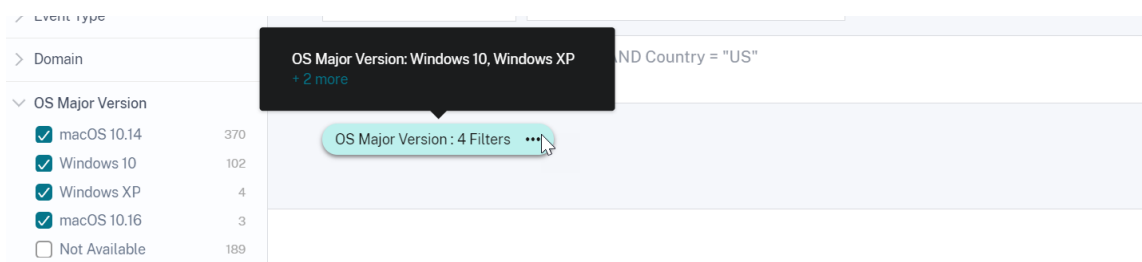 Event Type
Domain
OS Major Version
macOS 10.14 370
Windows 10 102
Windows XP 4
macOS 10.16 3
Not Available 189
OS Major Version: Windows 10, Windows XP
+ 2 more
AND Country = "US"
OS Major Version : 4 Filters